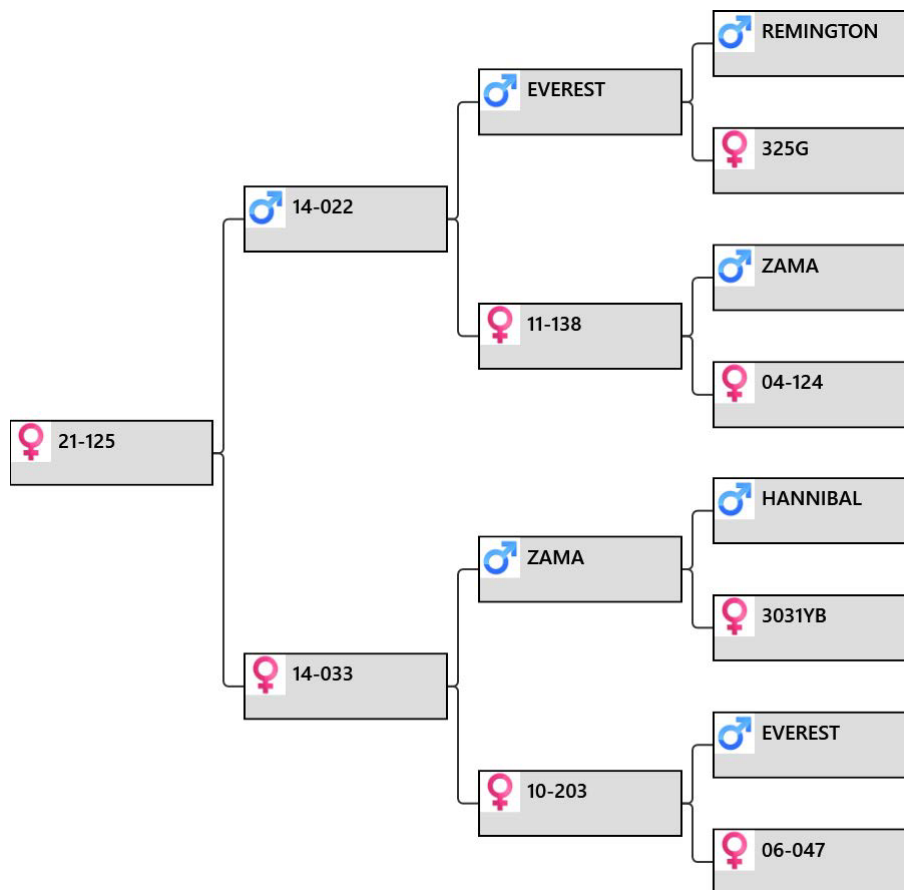 REMINGTON
EVEREST
325G
14-022
ZAMA
11-138
04-124
21-125
HANNIBAL
ZAMA
3031YB
14-033
EVEREST
10-203
06-047